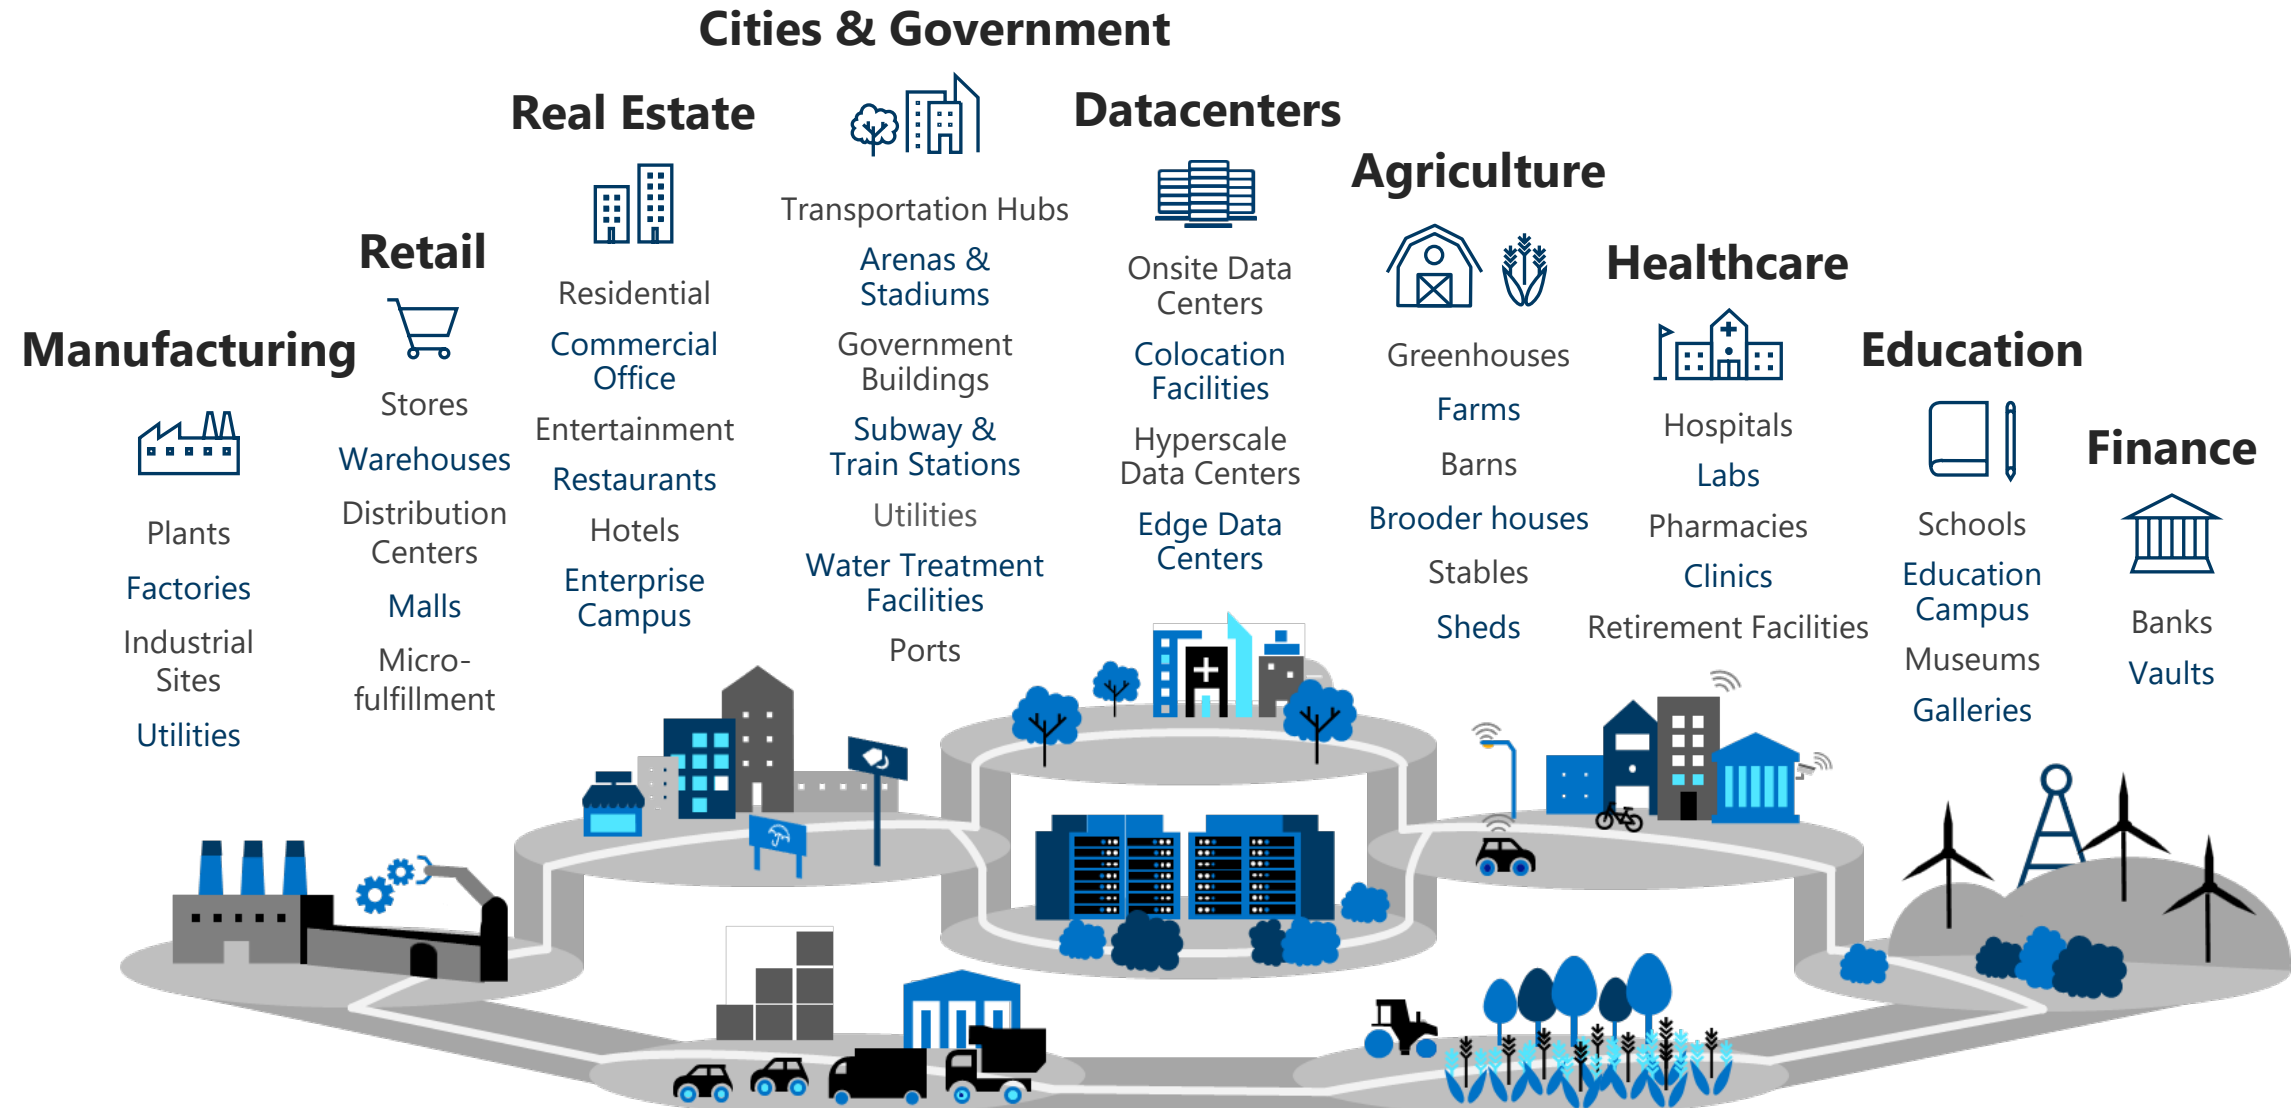 Cities & Government
Transportation Hubs
Arenas &
Stadiums
Government
Buildings
Subway &
Train Stations
Utilities
Water Treatment
Facilities
Ports
Real Estate
Residential
Commercial
Office
Entertainment
Restaurants
Hotels
Enterprise
Campus
Datacenters
Onsite Data
Centers
Colocation
Facilities
Hyperscale
Data Centers
Edge Data
Centers
Agriculture
Greenhouses
Farms
Barns
Brooder houses
Stables
Sheds
Retail
Stores
Warehouses
Distribution
Centers
Malls
Micro-
fulfillment
Healthcare
Hospitals
Labs
Pharmacies
Clinics
Retirement Facilities
Manufacturing
Plants
Factories
Industrial
Sites
Utilities
Education
Schools
Education
Campus
Museums
Galleries
Finance
Banks
Vaults